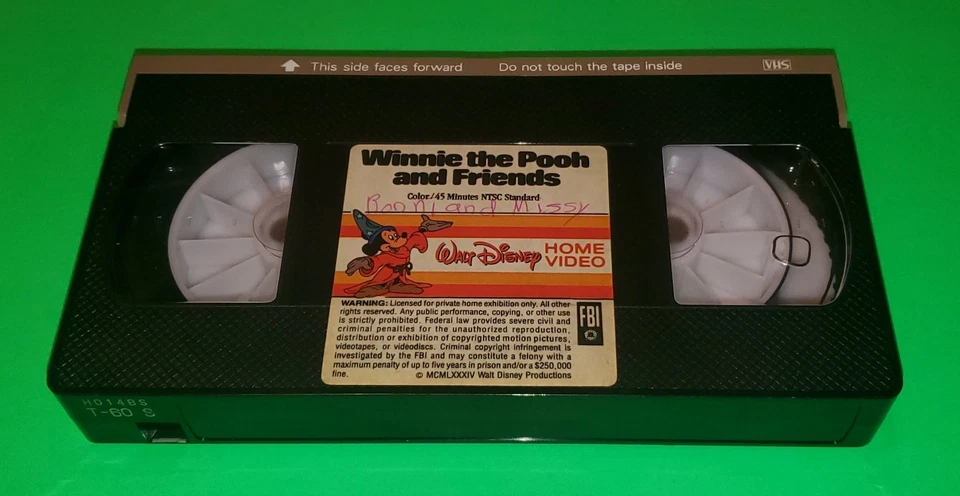 This side faces forward Do not touch the tape inside VHS
Winnie the Pooh
and Friends
Color/45 Minutes NTSC Standard
and Missy
WALT DISNEY HOME
VIDEO
WARNING: Licensed for private home exhibition only. All other
rights reserved. Any public performance, copying, or other use
is strictly prohibited. Federal law provides severe civil and
criminal penalties for the unauthorized reproduction,
distribution or exhibition of copyrighted motion pictures,
videotapes, or videodiscs. Criminal copyright infringement is
investigated by the FBI and may constitute a felony with a
maximum penalty of up to five years in prison and/or a $250,000
fine. © MCMLXXXIV Walt Disney Productions
FBI
H014BS
T-60 S